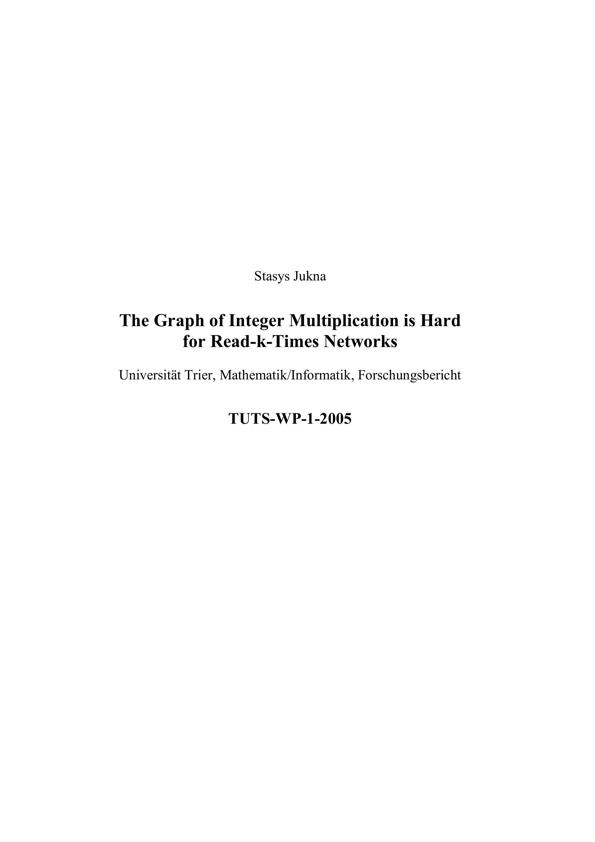 Stasys Jukna
The Graph of Integer Multiplication is Hard
for Read-k-Times Networks
Universität Trier, Mathematik/Informatik, Forschungsbericht
TUTS-WP-1-2005